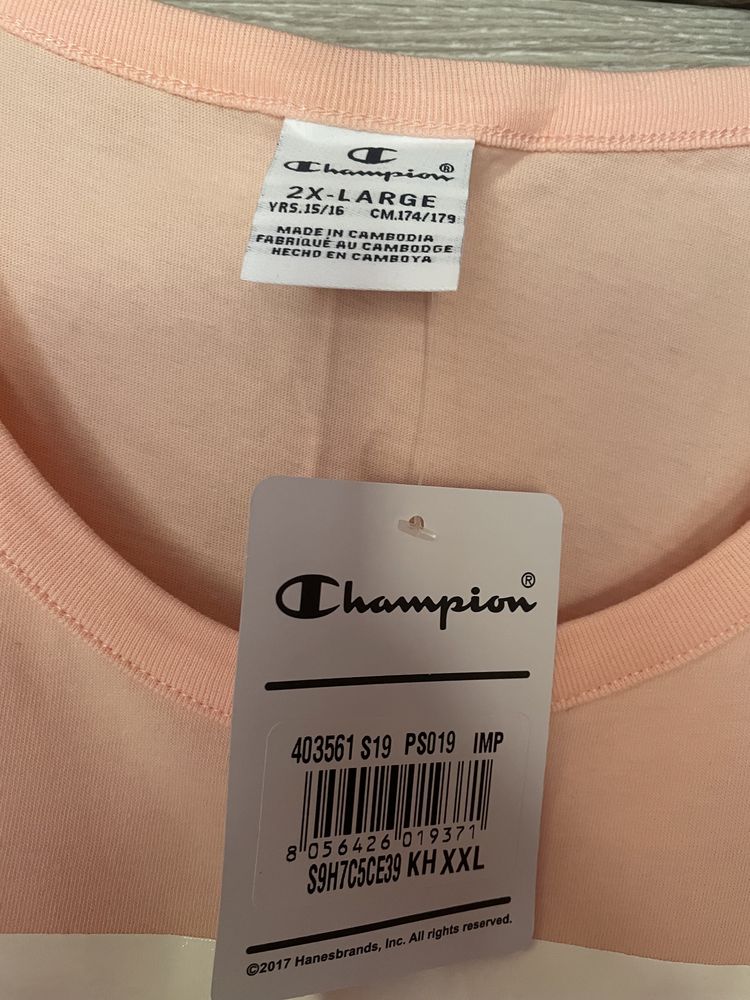 Champion®
2X-LARGE
YRS.15/16 CM.174/179
MADE IN CAMBODIA
FABRIQUÉ AU CAMBODGE
HECHO EN CAMBOYA
Champion®
403561 S19 PS019 IMP
8 056426 019371
S9H7C5CE39 KH XXL
©2017 Hanesbrands, Inc. All rights reserved.